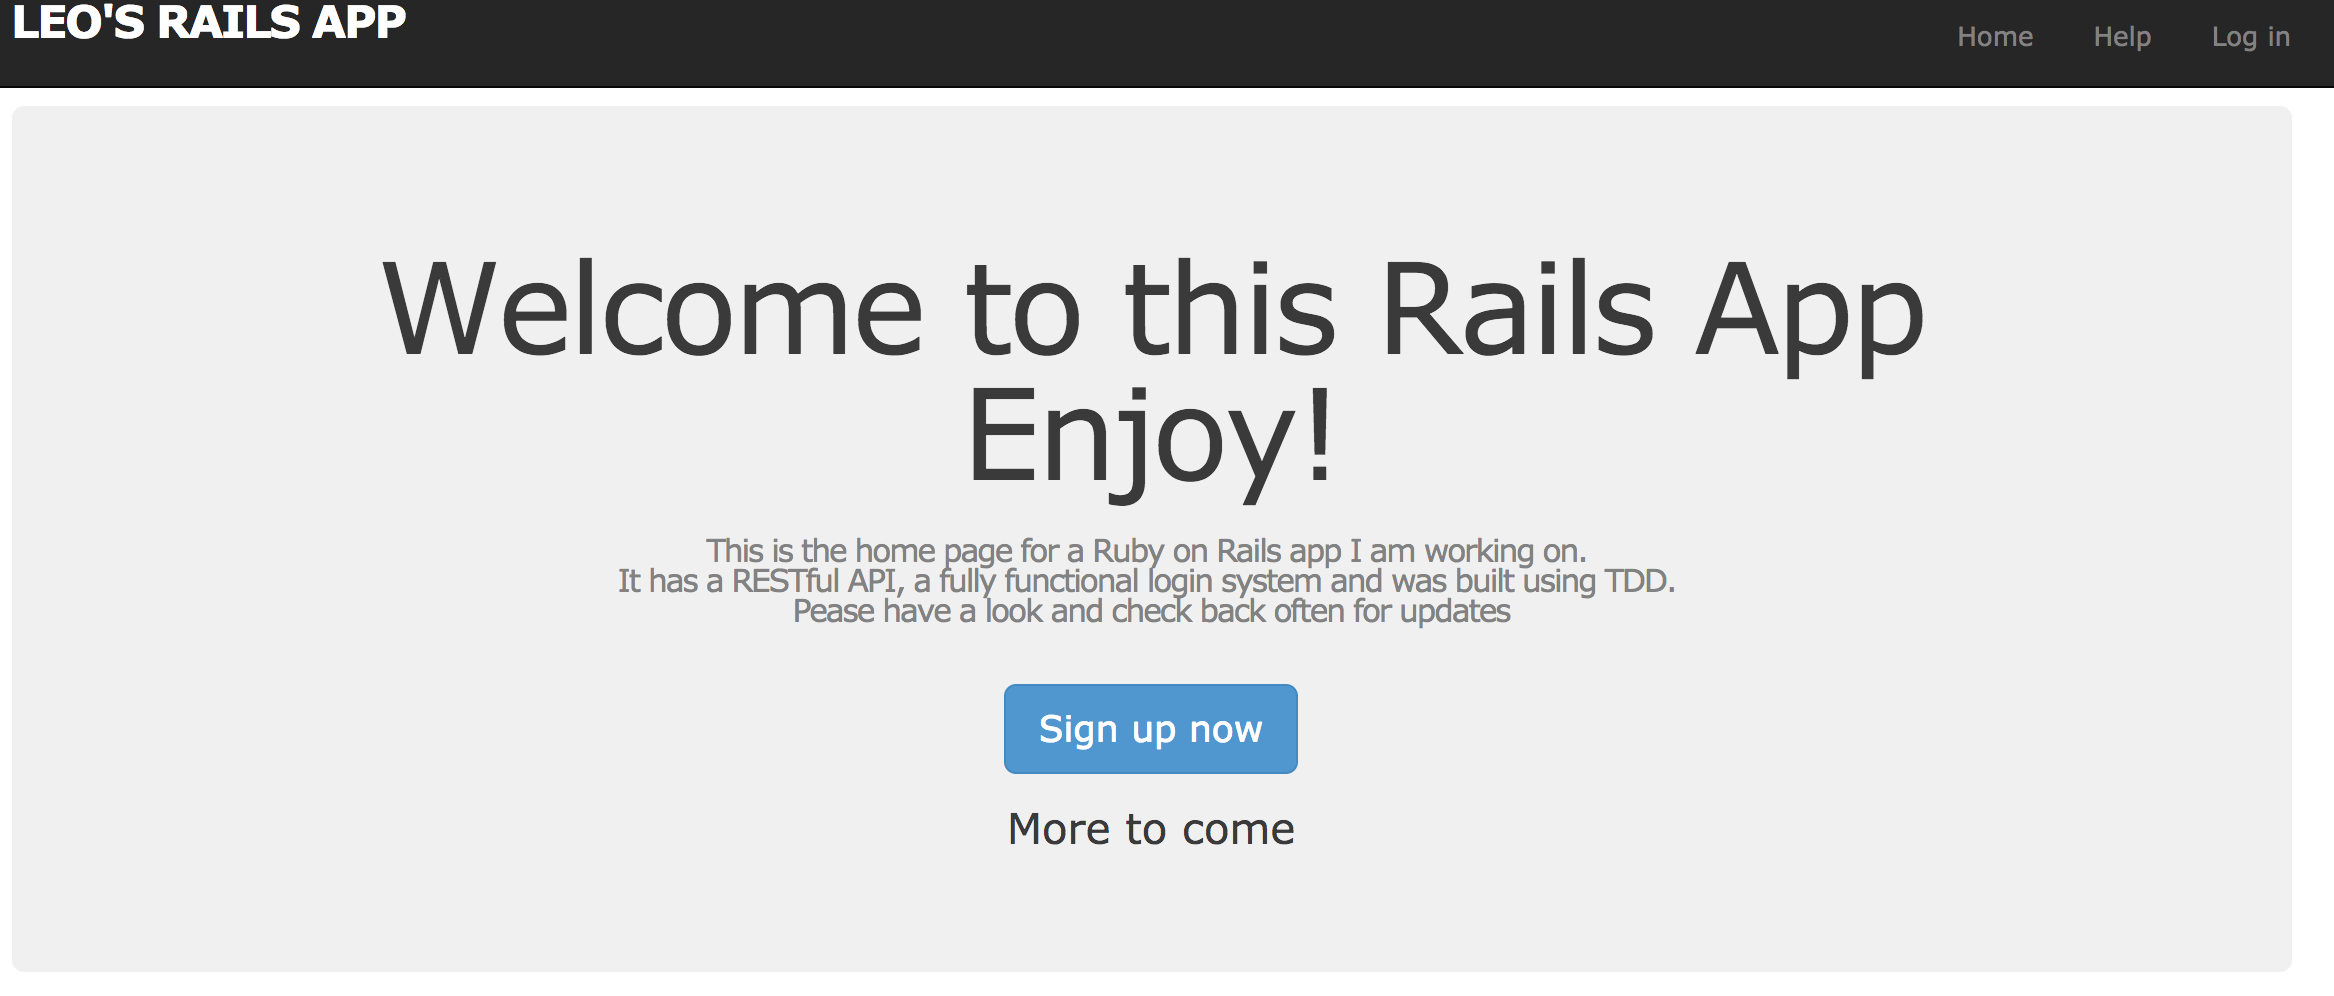 LEO'S RAILS APP
Home Help Log in
Welcome to this Rails App
Enjoy!
This is the home page for a Ruby on Rails app I am working on.
It has a RESTful API, a fully functional login system and was built using TDD.
Pease have a look and check back often for updates
Sign up now
More to come